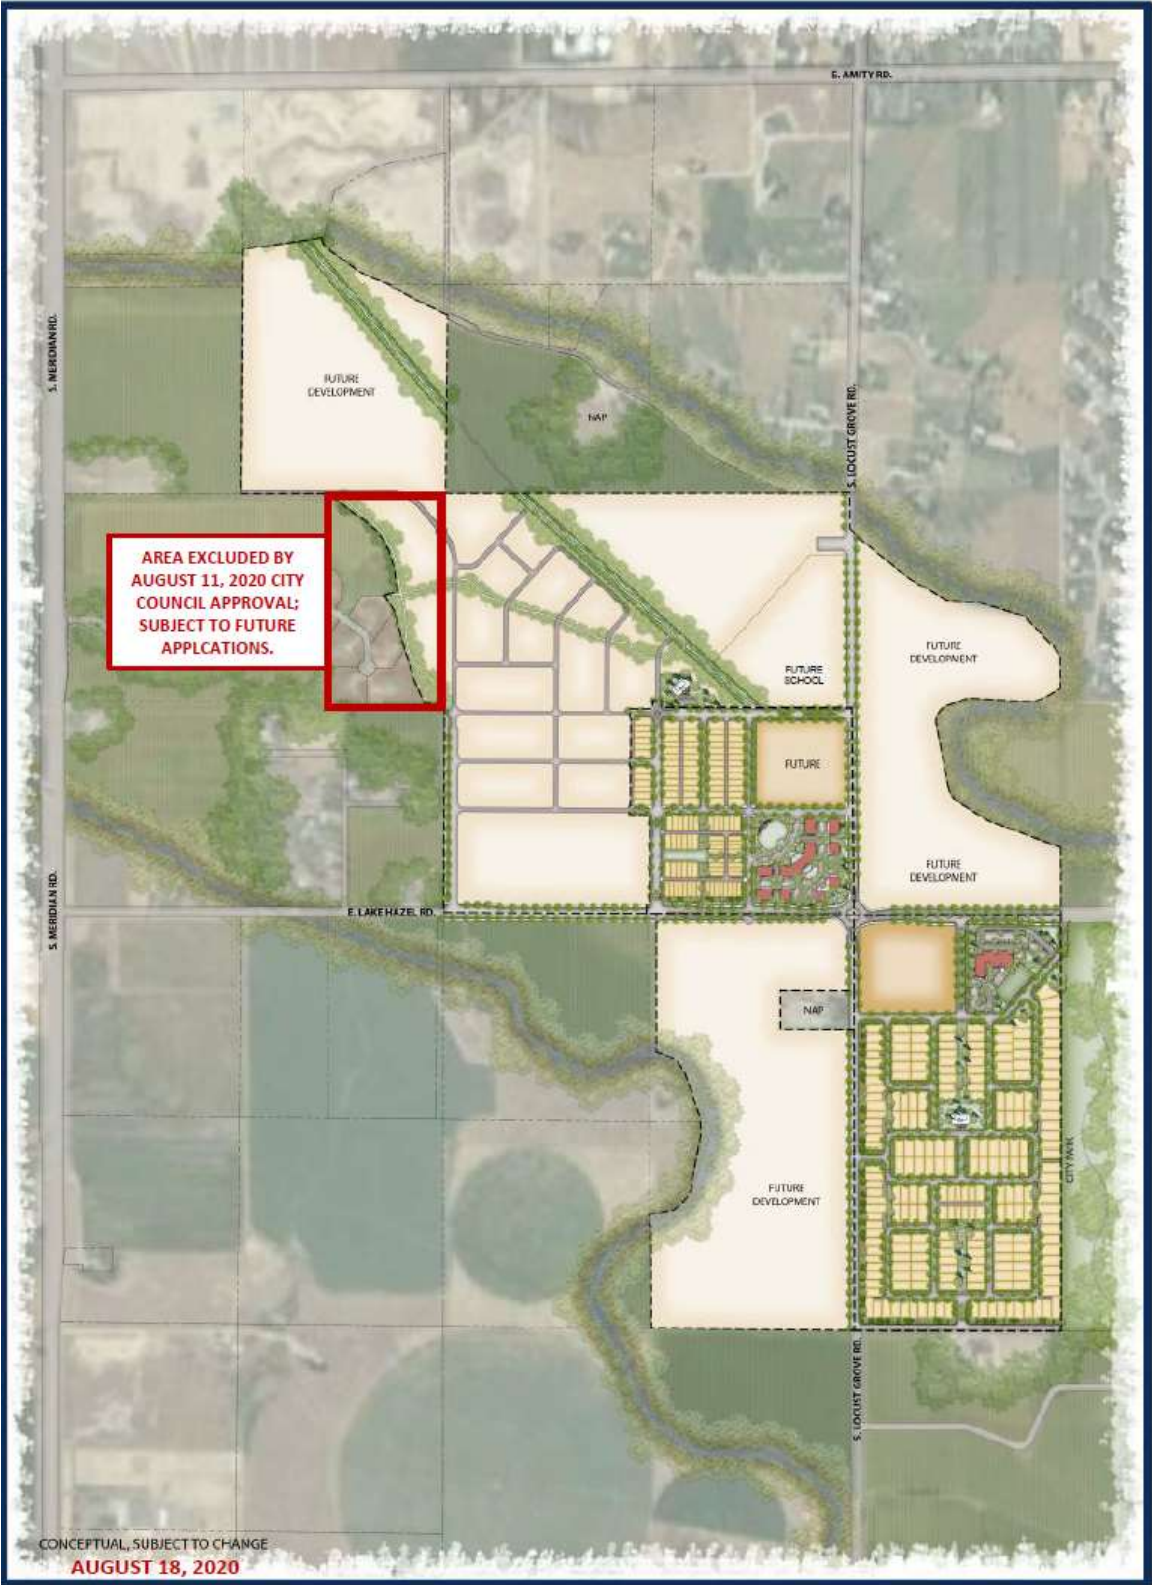 E. AMITY RD.
S. MERIDIAN RD.
FUTURE
DEVELOPMENT
NAP
S. LOCUST GROVE RD.
AREA EXCLUDED BY
AUGUST 11, 2020 CITY
COUNCIL APPROVAL;
SUBJECT TO FUTURE
APPLCATIONS.
FUTURE
DEVELOPMENT
FUTURE
SCHOOL
FUTURE
FUTURE
DEVELOPMENT
S. MERIDIAN RD.
E. LAKE HAZEL RD.
NAP
CITY PARK
FUTURE
DEVELOPMENT
S. LOCUST GROVE RD.
CONCEPTUAL, SUBJECT TO CHANGE
AUGUST 18, 2020